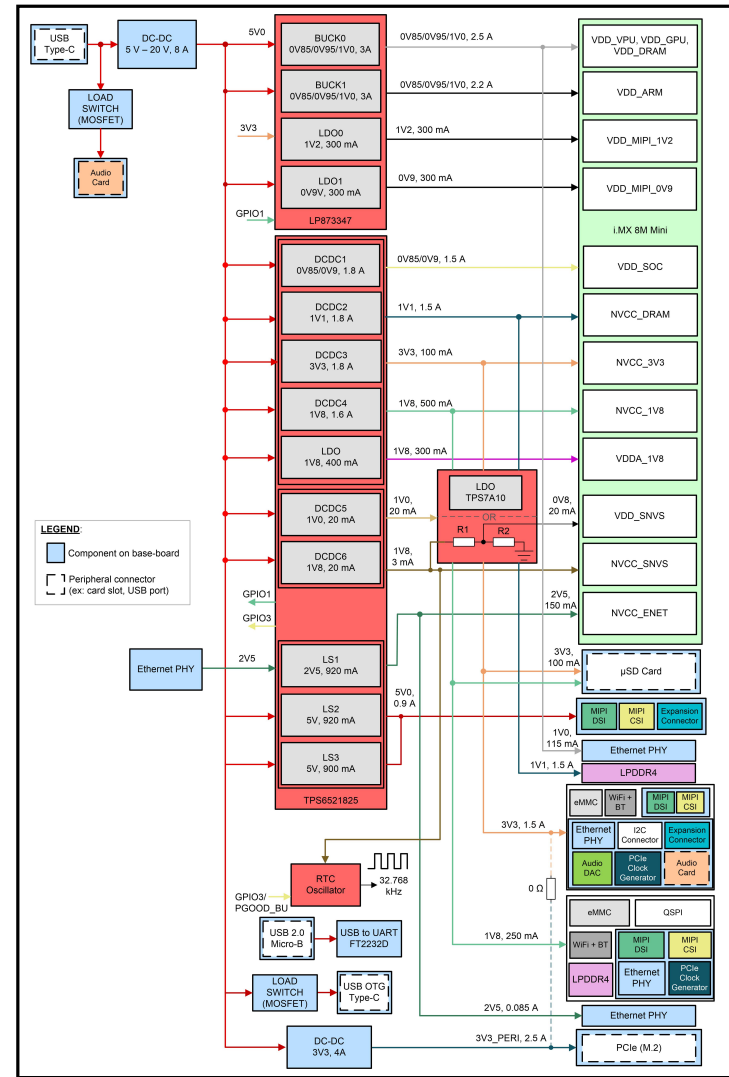 USB
Type-C
DC-DC
5 V – 20 V, 8 A
5V0
LOAD
SWITCH
(MOSFET)
Audio
Card
BUCK0
0V85/0V95/1V0, 3A
0V85/0V95/1V0, 2.5 A
VDD_VPU, VDD_GPU,
VDD_DRAM
BUCK1
0V85/0V95/1V0, 3A
0V85/0V95/1V0, 2.2 A
VDD_ARM
3V3
LDO0
1V2, 300 mA
1V2, 300 mA
VDD_MIPI_1V2
LDO1
0V9V, 300 mA
0V9, 300 mA
VDD_MIPI_0V9
GPIO1
LP873347
i.MX 8M Mini
DCDC1
0V85/0V9, 1.8 A
0V85/0V9, 1.5 A
VDD_SOC
DCDC2
1V1, 1.8 A
1V1, 1.5 A
NVCC_DRAM
DCDC3
3V3, 1.8 A
3V3, 100 mA
NVCC_3V3
DCDC4
1V8, 1.6 A
1V8, 500 mA
NVCC_1V8
LDO
1V8, 400 mA
1V8, 300 mA
VDDA_1V8
LDO
TPS7A10
OR
R1
R2
DCDC5
1V0, 20 mA
1V0,
20 mA
0V8,
20 mA
VDD_SNVS
DCDC6
1V8, 20 mA
1V8,
3 mA
NVCC_SNVS
GPIO1
GPIO3
2V5,
150 mA
NVCC_ENET
LEGEND:
Component on base-board
Peripheral connector
(ex: card slot, USB port)
Ethernet PHY
2V5
LS1
2V5, 920 mA
3V3,
100 mA
µSD Card
LS2
5V, 920 mA
5V0,
0.9 A
MIPI
DSI
MIPI
CSI
Expansion
Connector
LS3
5V, 900 mA
1V0,
115 mA
Ethernet PHY
1V1, 1.5 A
LPDDR4
TPS6521825
eMMC
WiFi +
BT
MIPI
DSI
MIPI
CSI
3V3, 1.5 A
Ethernet
PHY
I2C
Connector
Expansion
Connector
Audio
DAC
PCIe
Clock
Generator
Audio
Card
RTC
Oscillator
32.768
kHz
GPIO3/
PGOOD_BU
0 Ω
USB 2.0
Micro-B
USB to UART
FT2232D
eMMC
QSPI
1V8, 250 mA
WiFi + BT
MIPI
DSI
MIPI
CSI
LPDDR4
Ethernet
PHY
PCIe
Clock
Generator
LOAD
SWITCH
(MOSFET)
USB OTG
Type-C
2V5, 0.085 A
Ethernet PHY
DC-DC
3V3, 4A
3V3_PERI, 2.5 A
PCIe (M.2)